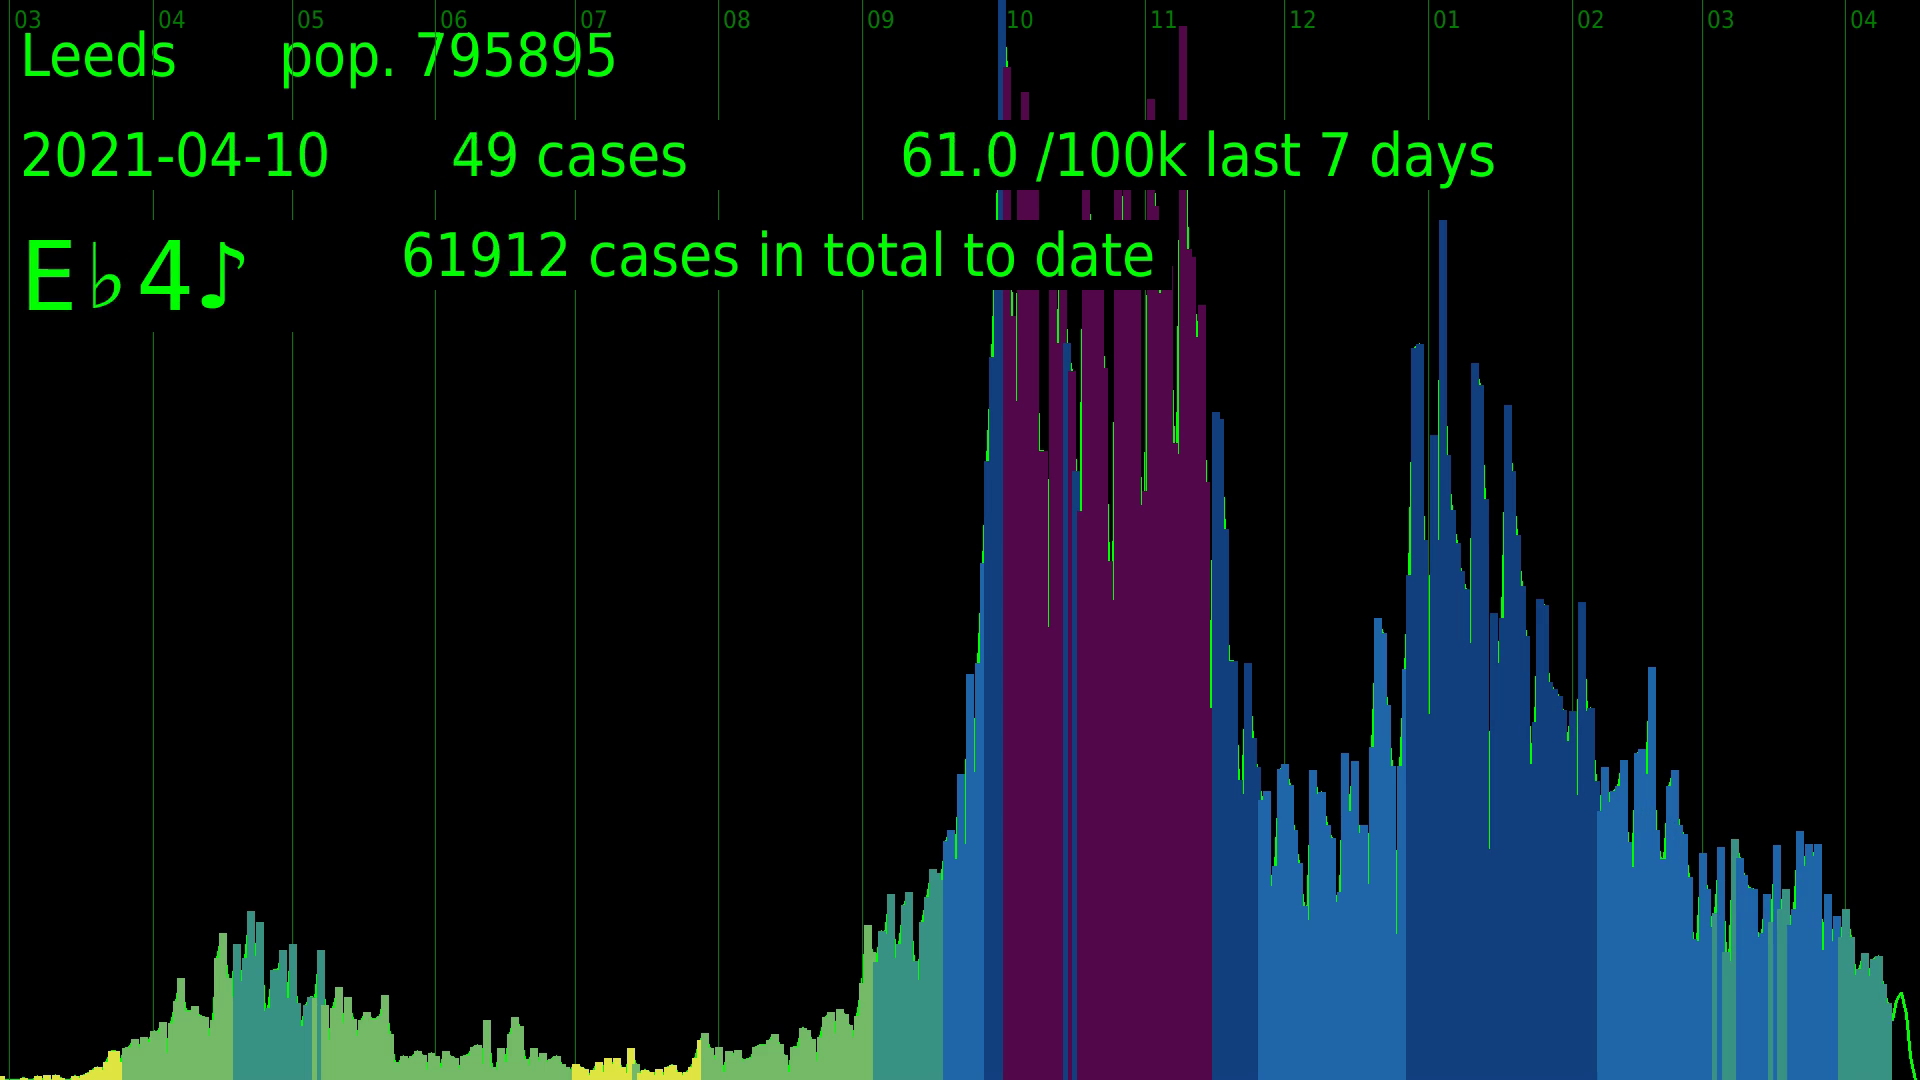 03 04 05 06 07 08 09 10 11 12 01 02 03 04
Leeds pop. 795895
2021-04-10 49 cases 61.0 /100k last 7 days
E♭4♪ 61912 cases in total to date